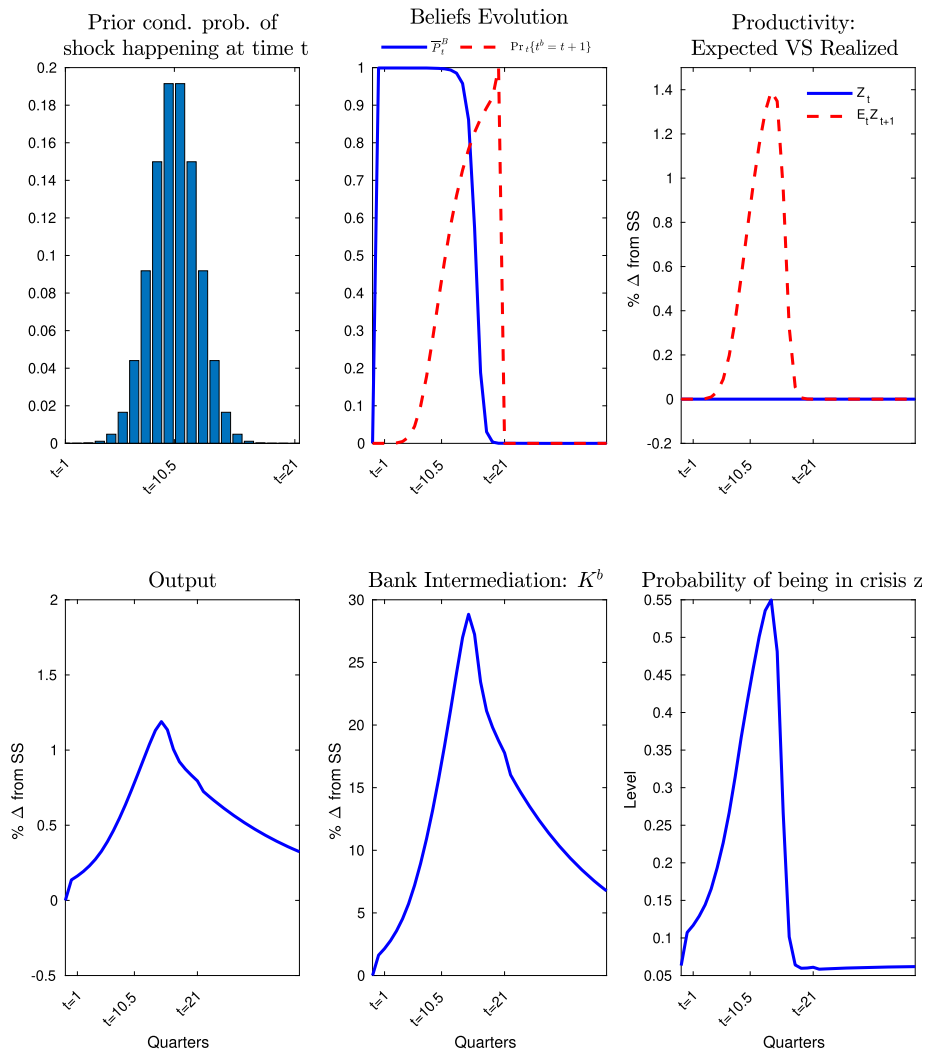 Prior cond. prob. of
shock happening at time t
0.2
0.18
0.16
0.14
0.12
0.1
0.08
0.06
0.04
0.02
0
t=1
t=10.5
t=21
Beliefs Evolution
P̅ᴮₜ
Prₜ{tᵇ = t + 1}
1
0.9
0.8
0.7
0.6
0.5
0.4
0.3
0.2
0.1
0
t=1
t=10.5
t=21
Productivity:
Expected VS Realized
Zₜ
EₜZₜ₊₁
% Δ from SS
1.4
1.2
1
0.8
0.6
0.4
0.2
0
-0.2
t=1
t=10.5
t=21
Output
% Δ from SS
2
1.5
1
0.5
0
-0.5
t=1
t=10.5
t=21
Quarters
Bank Intermediation: Kᵇ
% Δ from SS
30
25
20
15
10
5
0
t=1
t=10.5
t=21
Quarters
Probability of being in crisis z
Level
0.55
0.5
0.45
0.4
0.35
0.3
0.25
0.2
0.15
0.1
0.05
t=1
t=10.5
t=21
Quarters